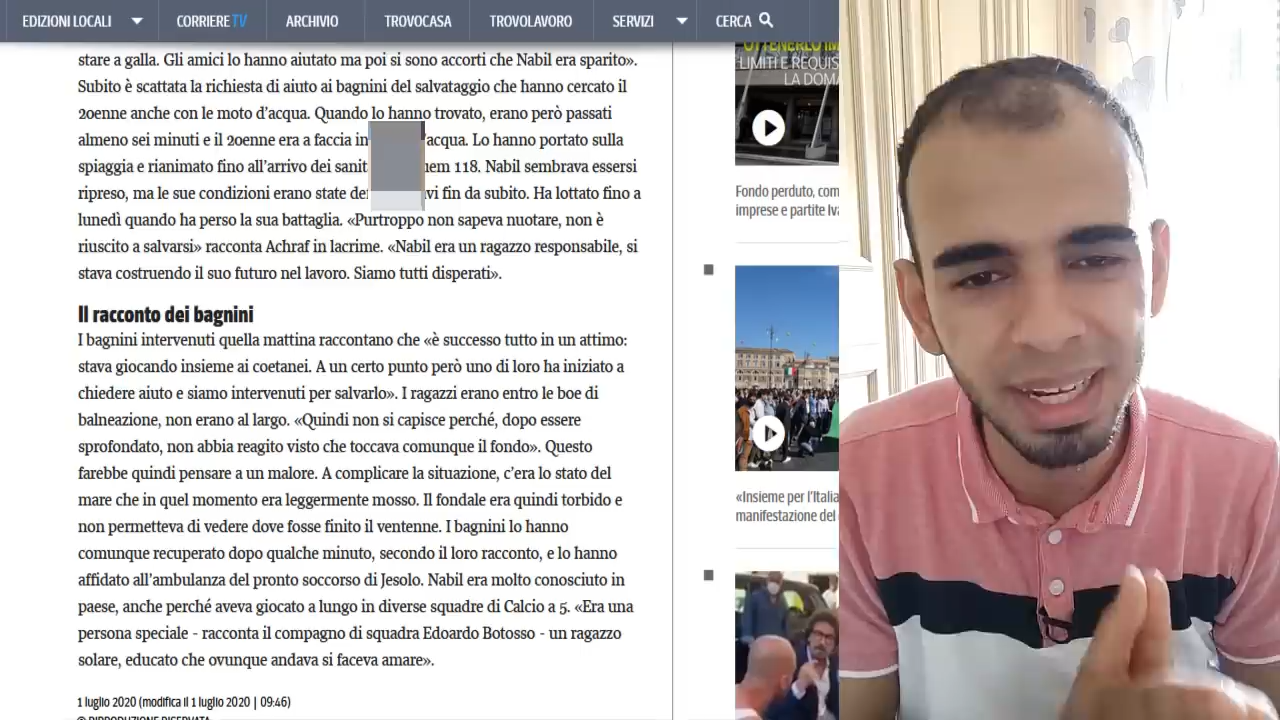 EDIZIONI LOCALI
CORRIERETV
ARCHIVIO
TROVOCASA
TROVOLAVORO
SERVIZI
CERCA
stare a galla. Gli amici lo hanno aiutato ma poi si sono accorti che Nabil era sparito».
Subito è scattata la richiesta di aiuto ai bagnini del salvataggio che hanno cercato il
20enne anche con le moto d'acqua. Quando lo hanno trovato, erano però passati
almeno sei minuti e il 20enne era a faccia in acqua. Lo hanno portato sulla
spiaggia e rianimato fino all'arrivo dei sanit uem 118. Nabil sembrava essersi
ripreso, ma le sue condizioni erano state de vi fin da subito. Ha lottato fino a
lunedì quando ha perso la sua battaglia. «Purtroppo non sapeva nuotare, non è
riuscito a salvarsi» racconta Achraf in lacrime. «Nabil era un ragazzo responsabile, si
stava costruendo il suo futuro nel lavoro. Siamo tutti disperati».
Il racconto dei bagnini
I bagnini intervenuti quella mattina raccontano che «è successo tutto in un attimo:
stava giocando insieme ai coetanei. A un certo punto però uno di loro ha iniziato a
chiedere aiuto e siamo intervenuti per salvarlo». I ragazzi erano entro le boe di
balneazione, non erano al largo. «Quindi non si capisce perché, dopo essere
sprofondato, non abbia reagito visto che toccava comunque il fondo». Questo
farebbe quindi pensare a un malore. A complicare la situazione, c'era lo stato del
mare che in quel momento era leggermente mosso. Il fondale era quindi torbido e
non permetteva di vedere dove fosse finito il ventenne. I bagnini lo hanno
comunque recuperato dopo qualche minuto, secondo il loro racconto, e lo hanno
affidato all'ambulanza del pronto soccorso di Jesolo. Nabil era molto conosciuto in
paese, anche perché aveva giocato a lungo in diverse squadre di Calcio a 5. «Era una
persona speciale - racconta il compagno di squadra Edoardo Botosso - un ragazzo
solare, educato che ovunque andava si faceva amare».
1 luglio 2020 (modifica il 1 luglio 2020 | 09:46)
© RIPRODUZIONE RISERVATA
OTTENERLO IM
LIMITI E REQUIS
LA DOMA
Fondo perduto, com
imprese e partite Iva
«Insieme per l'Italia
manifestazione del